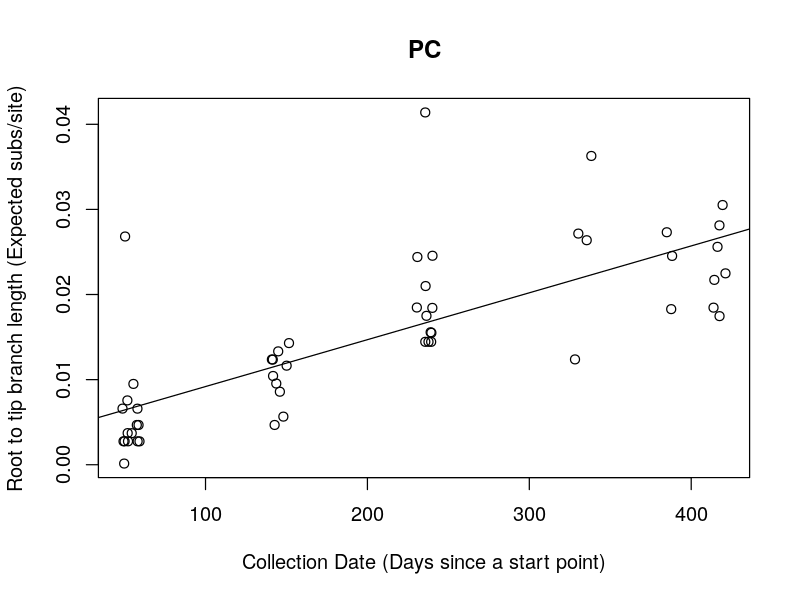 PC
Root to tip branch length (Expected subs/site)
0.04
0.03
0.02
0.01
0.00
100 200 300 400
Collection Date (Days since a start point)